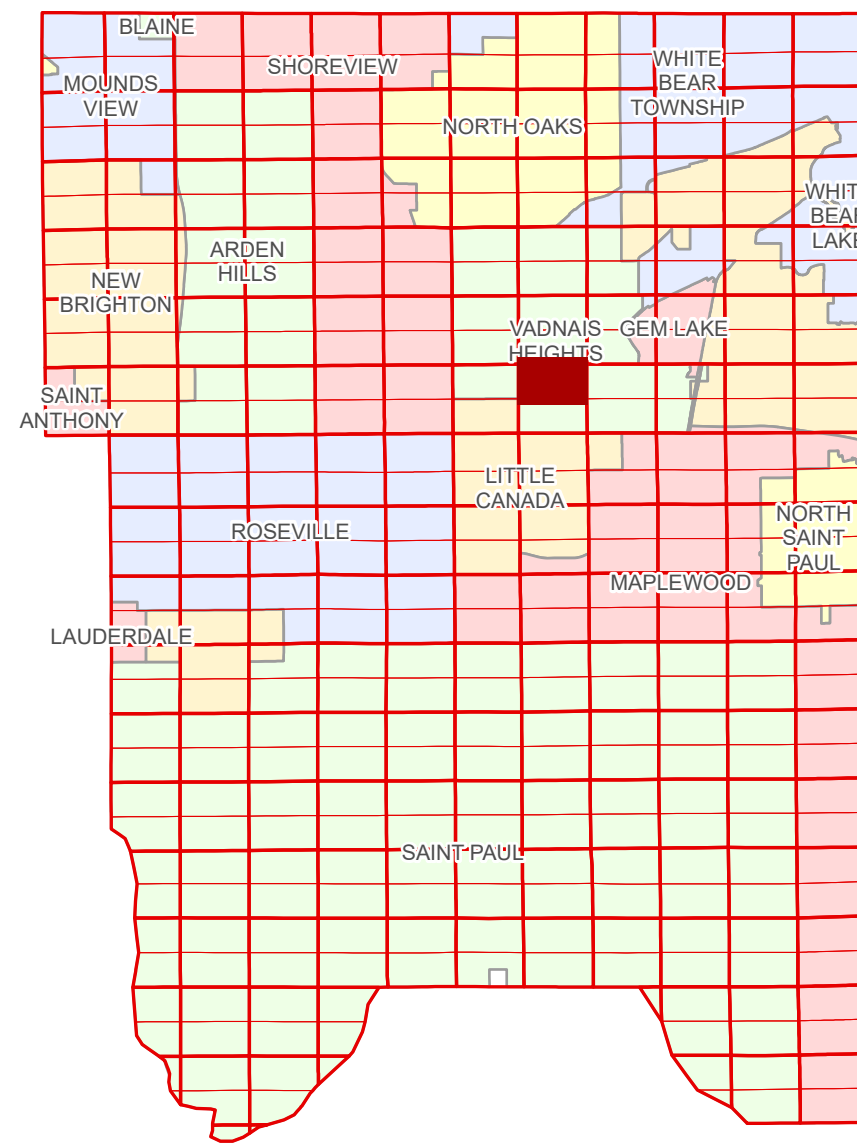 BLAINE
SHOREVIEW
WHITE
BEAR
TOWNSHIP
MOUNDS
VIEW
NORTH OAKS
WHIT
BEAR
LAKE
ARDEN
HILLS
NEW
BRIGHTON
VADNAIS
HEIGHTS
GEM LAKE
SAINT
ANTHONY
LITTLE
CANADA
NORTH
SAINT
PAUL
ROSEVILLE
MAPLEWOOD
LAUDERDALE
SAINT PAUL